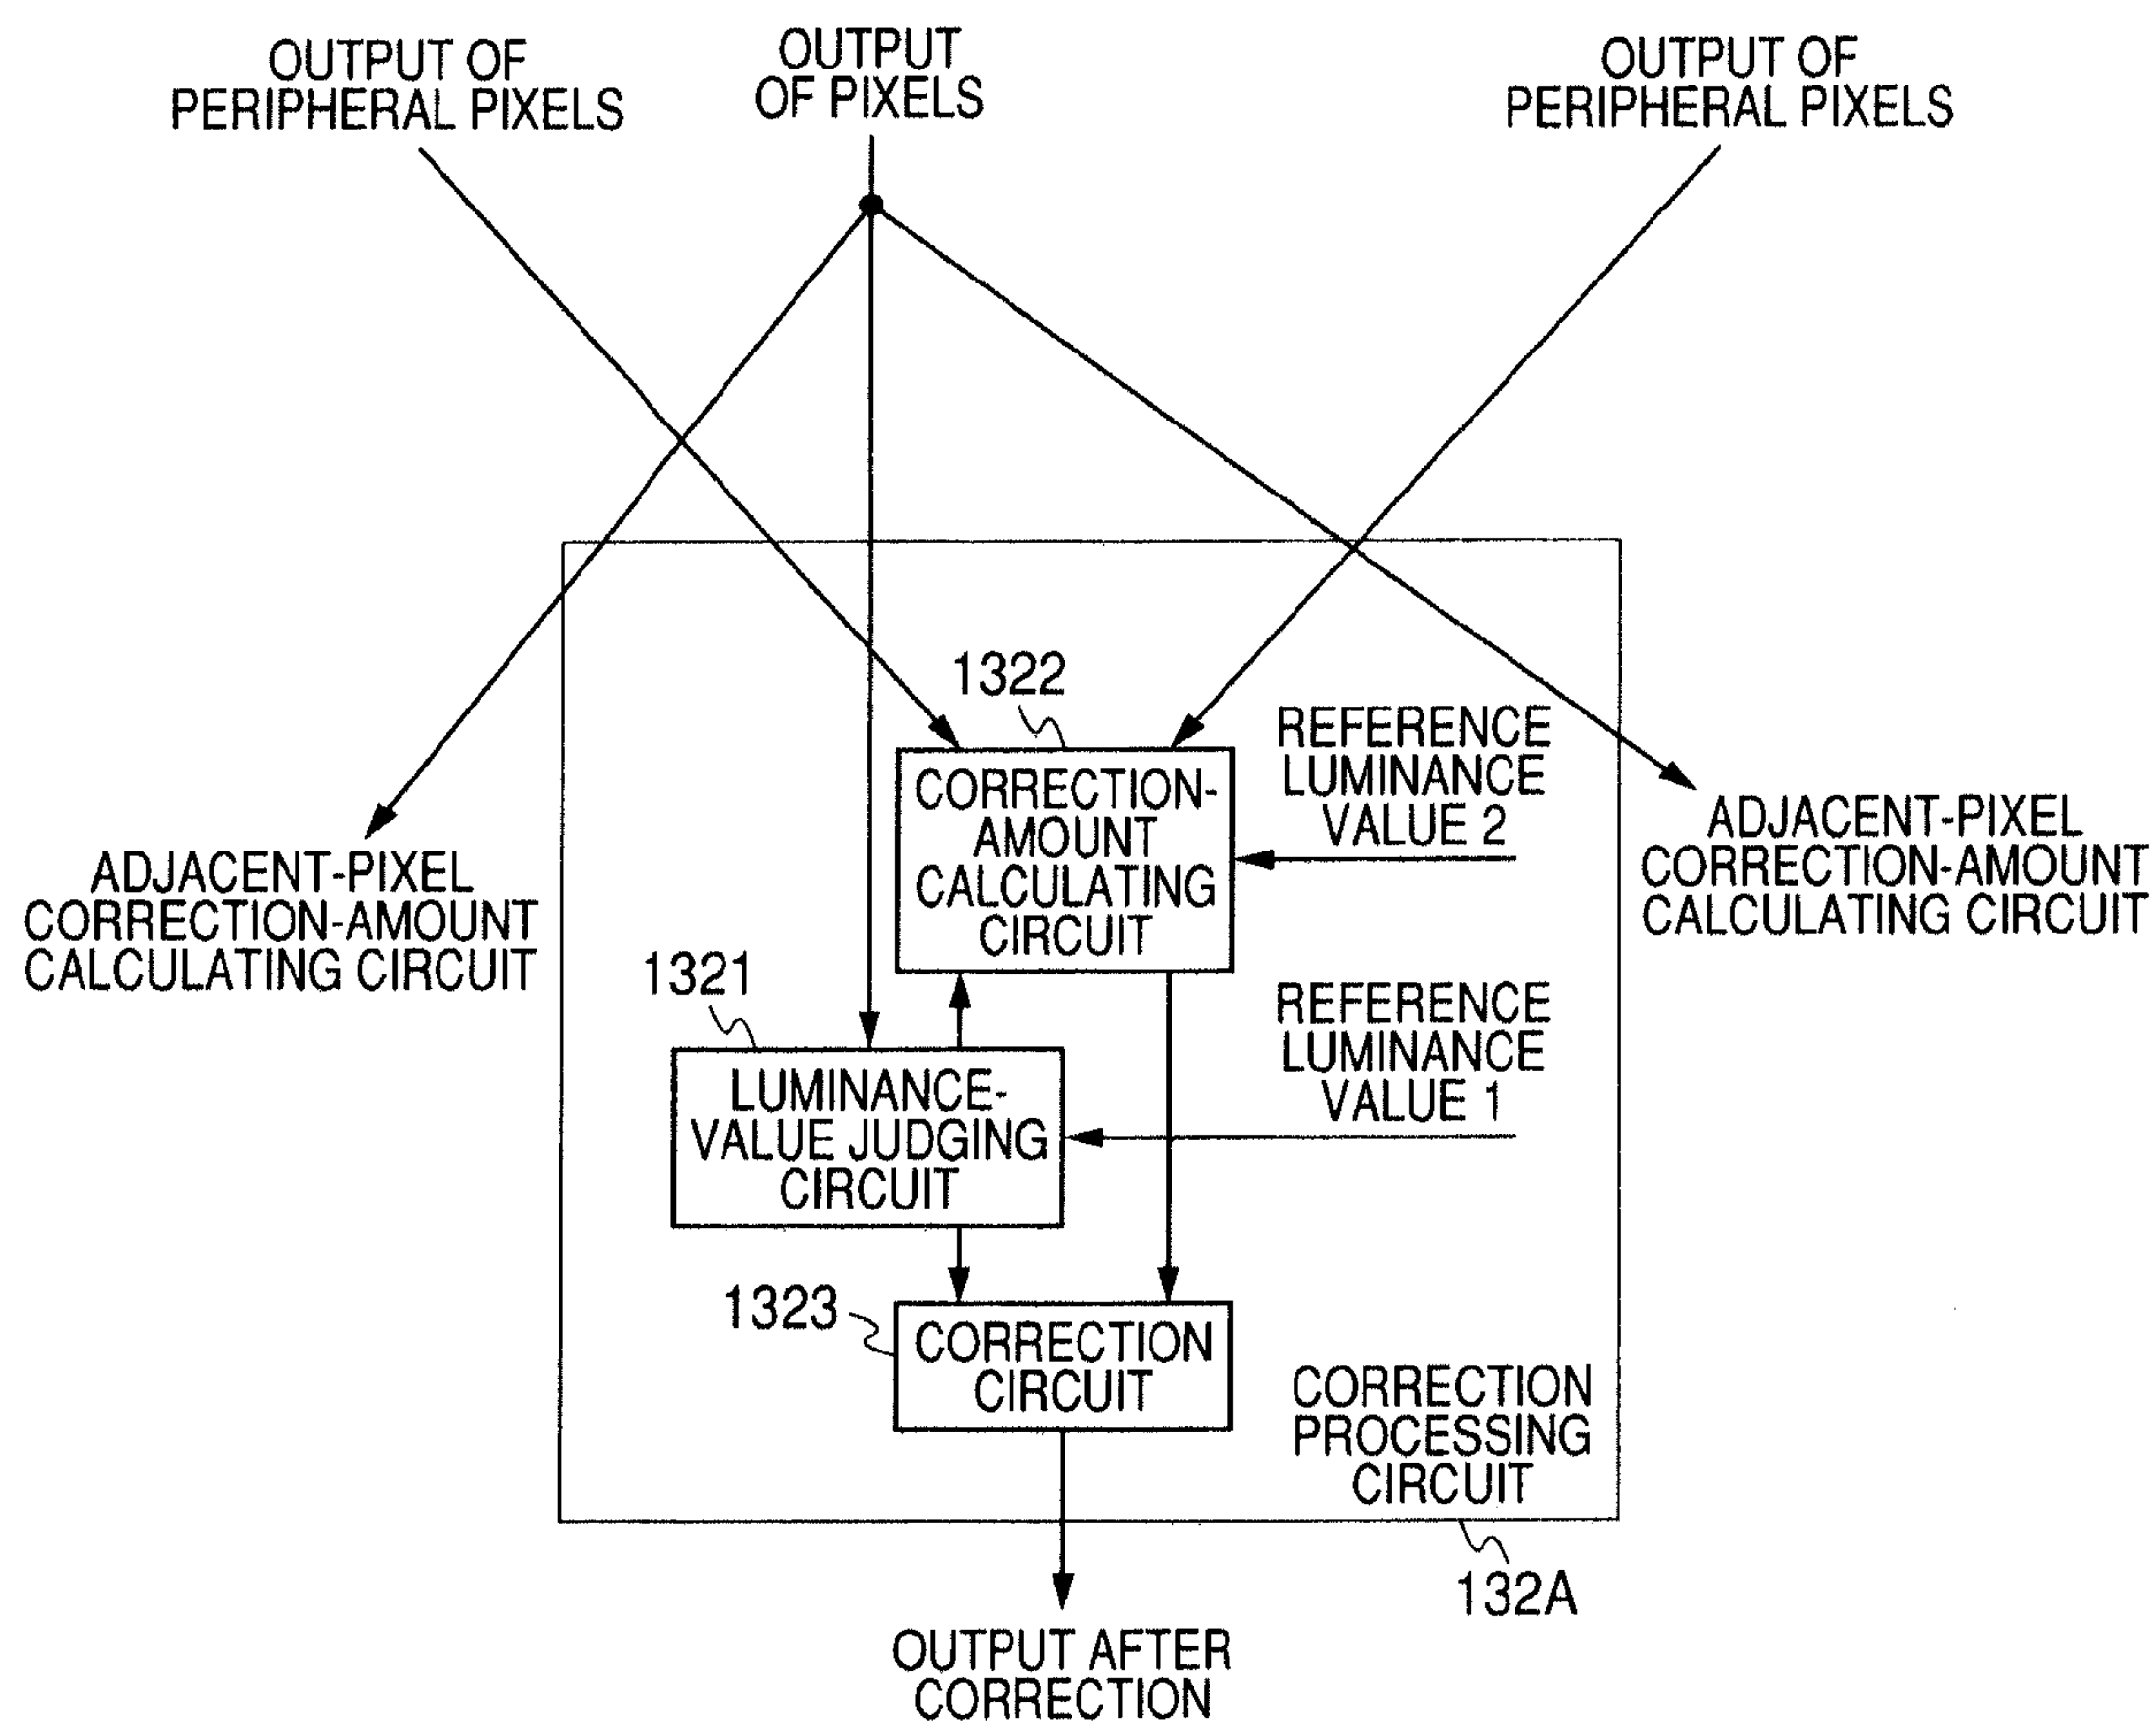 OUTPUT OF
PERIPHERAL PIXELS
OUTPUT
OF PIXELS
OUTPUT OF
PERIPHERAL PIXELS
1322
REFERENCE
LUMINANCE
VALUE 2
CORRECTION-
AMOUNT
CALCULATING
CIRCUIT
ADJACENT-PIXEL
CORRECTION-AMOUNT
CALCULATING CIRCUIT
ADJACENT-PIXEL
CORRECTION-AMOUNT
CALCULATING CIRCUIT
1321
REFERENCE
LUMINANCE
VALUE 1
LUMINANCE-
VALUE JUDGING
CIRCUIT
1323
CORRECTION
CIRCUIT
CORRECTION
PROCESSING
CIRCUIT
132A
OUTPUT AFTER
CORRECTION